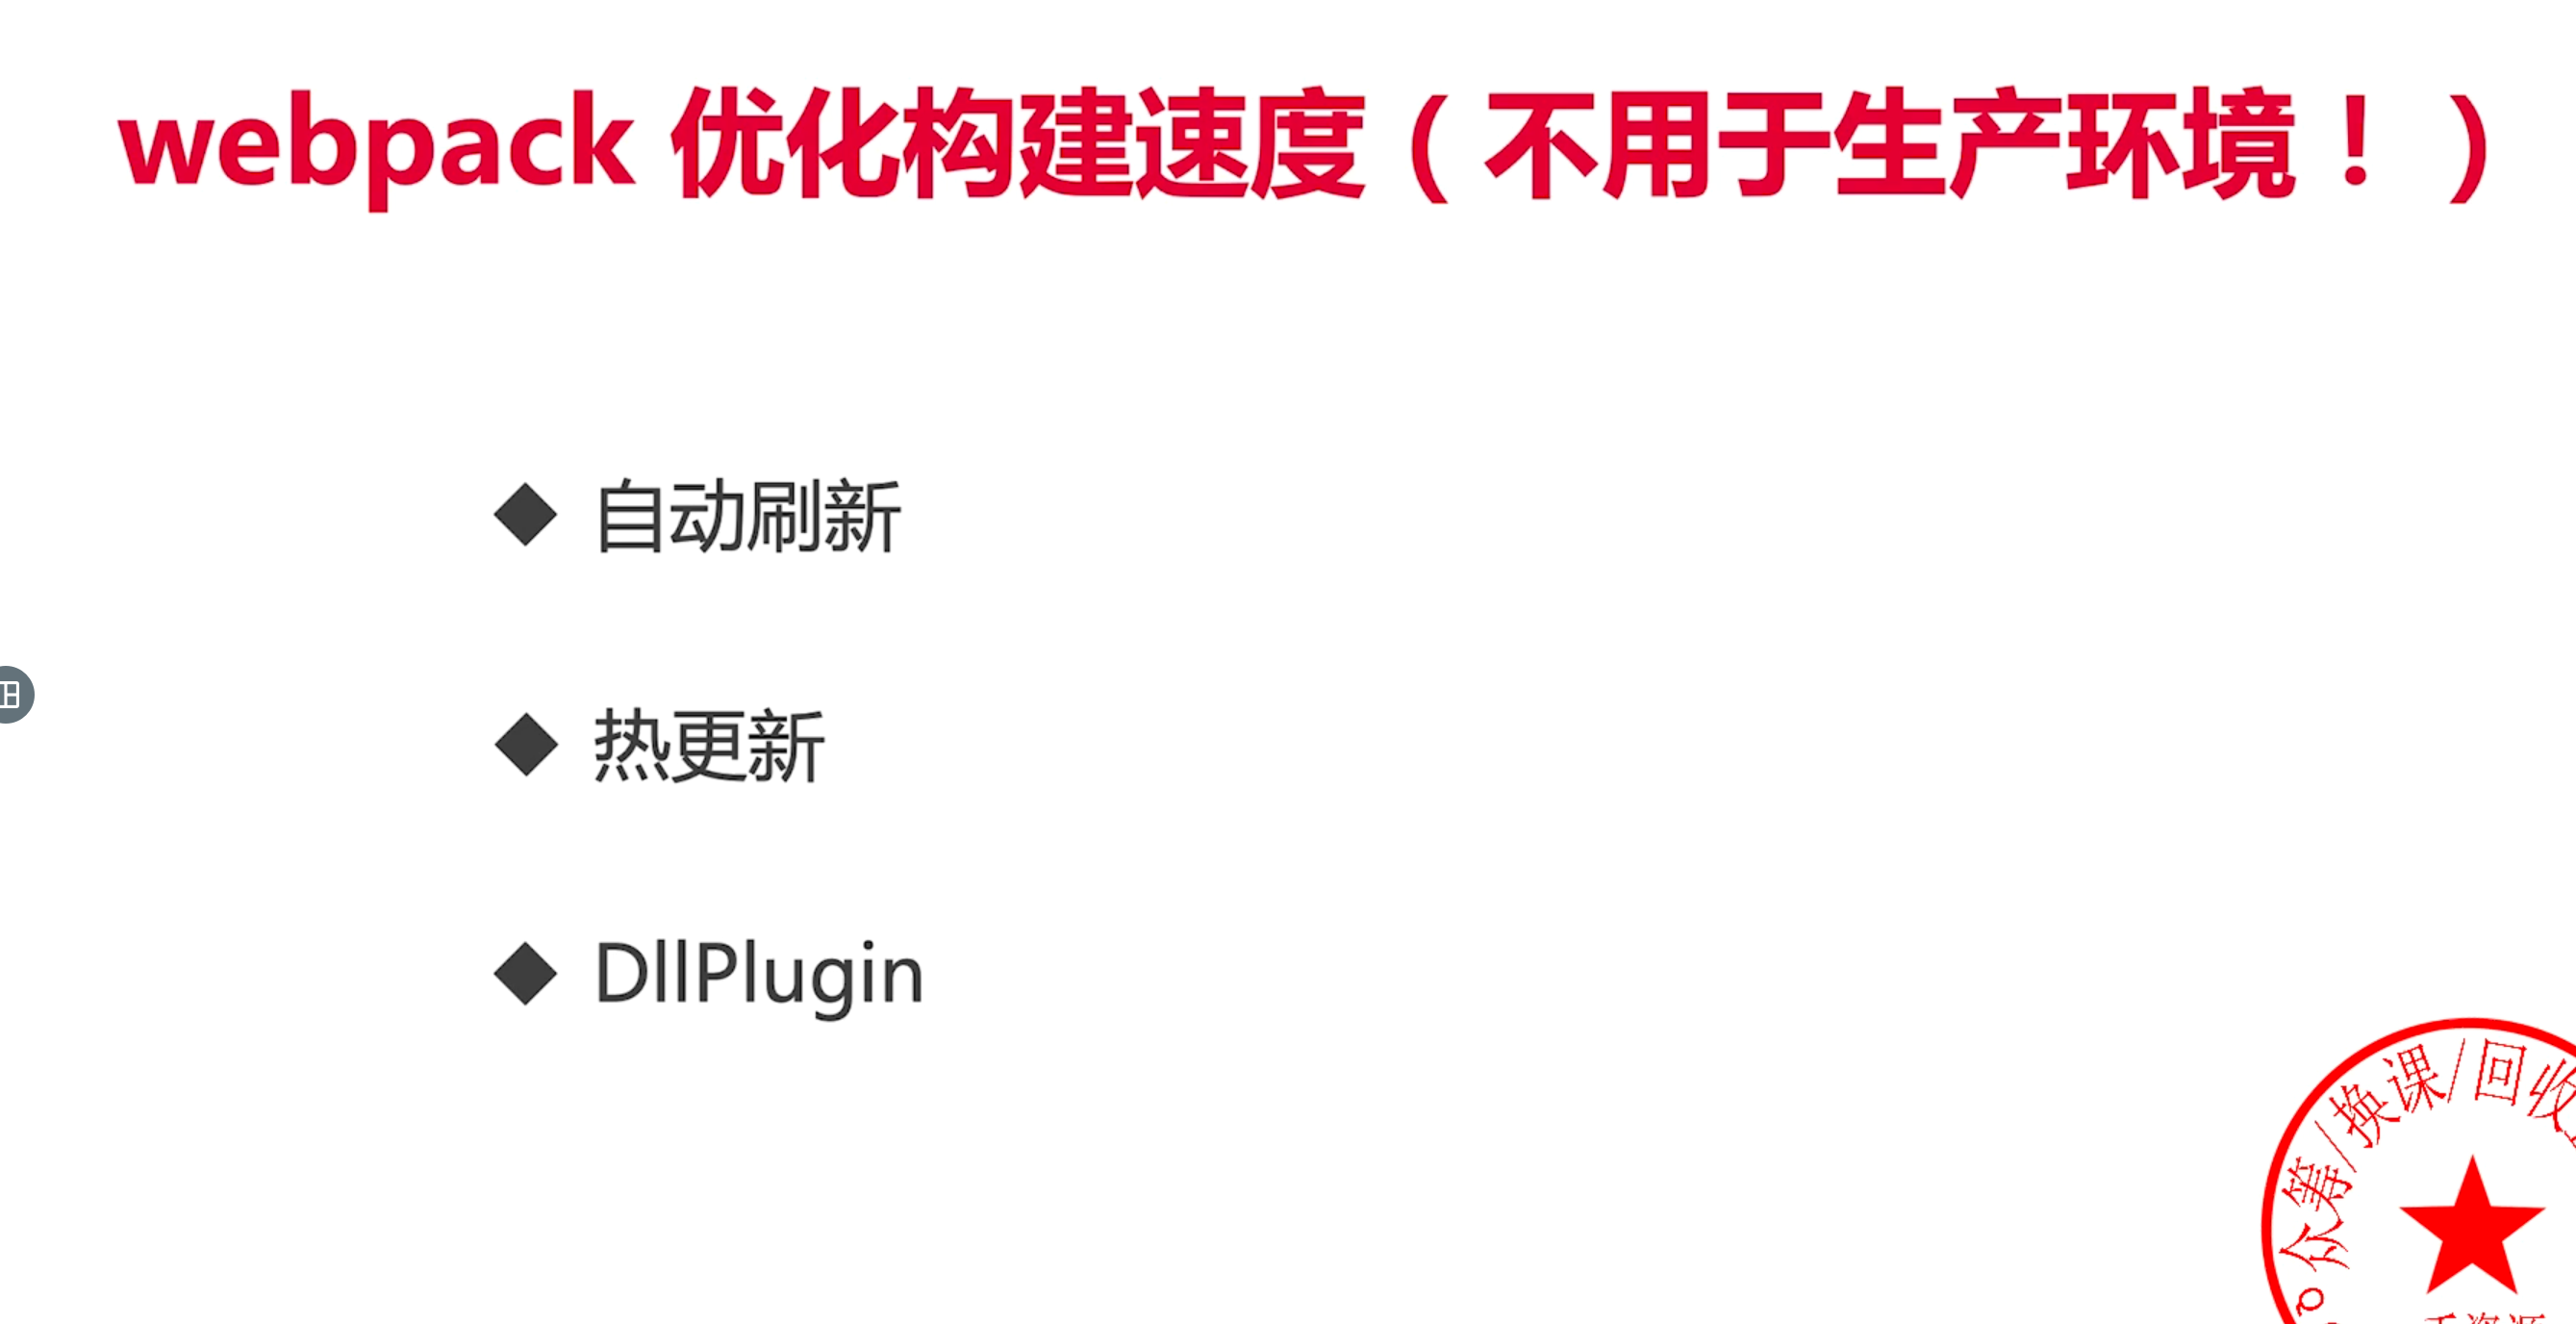 webpack 优化构建速度（不用于生产环境！）
◆ 自动刷新
◆ 热更新
◆ DllPlugin
众筹/换课/回收